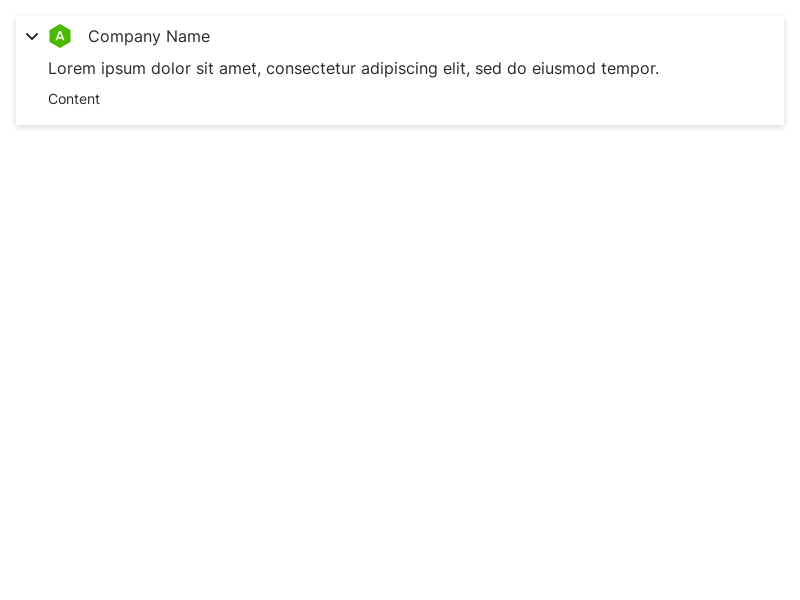 A Company Name
Lorem ipsum dolor sit amet, consectetur adipiscing elit, sed do eiusmod tempor.
Content